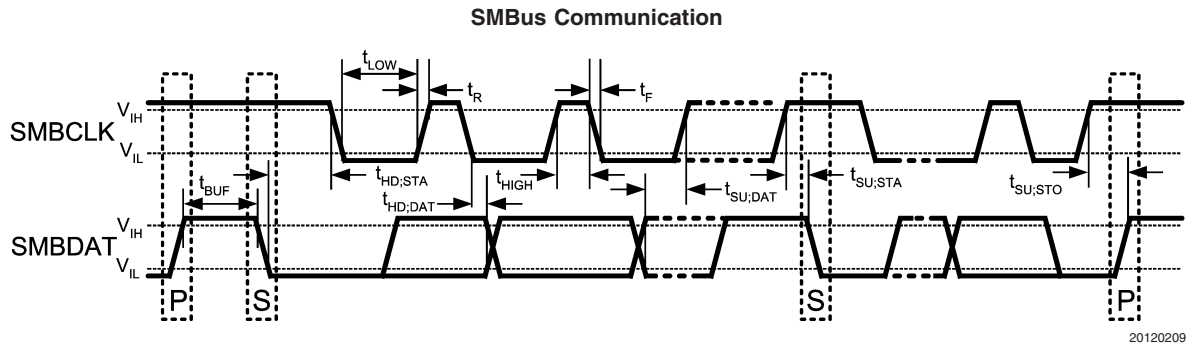 SMBus Communication
tLOW
tR
tF
VIH
SMBCLK
VIL
tBUF
tHD;STA
tHIGH
tSU;DAT
tSU;STA
tSU;STO
tHD;DAT
VIH
SMBDAT
VIL
P
S
S
P
20120209